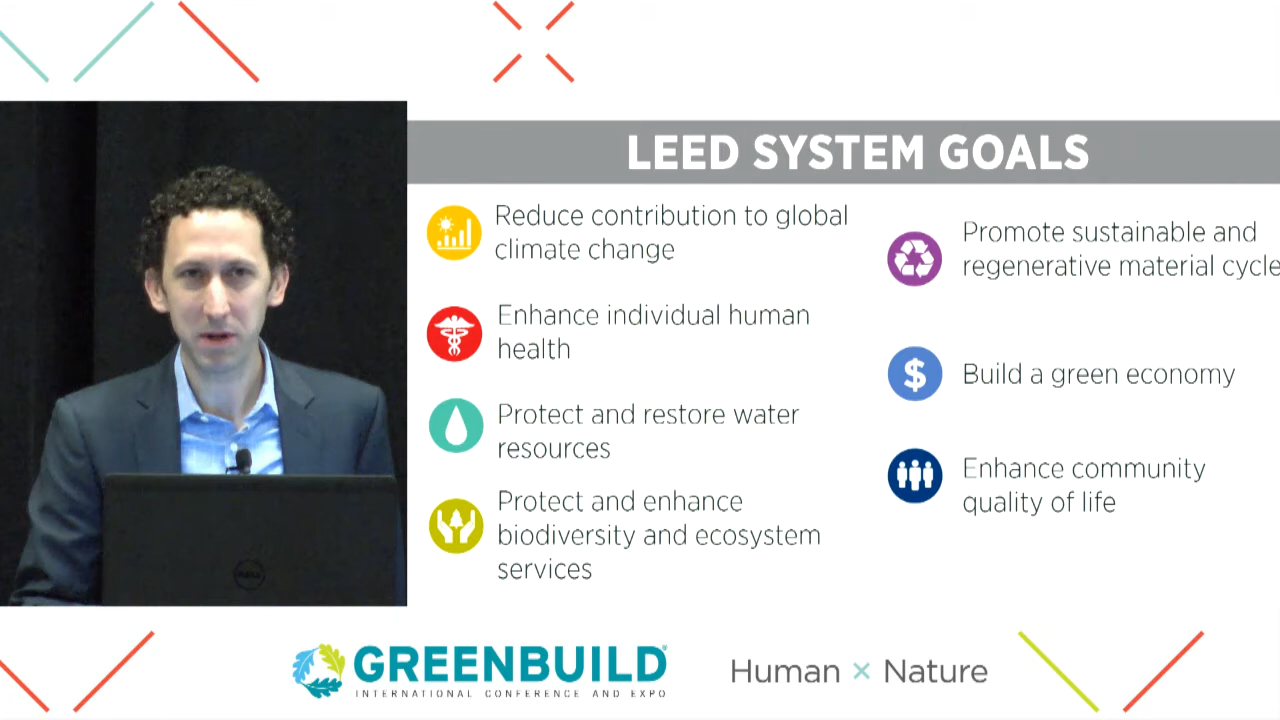 LEED SYSTEM GOALS
Reduce contribution to global
climate change
Enhance individual human
health
Protect and restore water
resources
Protect and enhance
biodiversity and ecosystem
services
Promote sustainable and
regenerative material cycle
$ Build a green economy
Enhance community
quality of life
DELL
GREENBUILD®
INTERNATIONAL CONFERENCE AND EXPO
Human × Nature